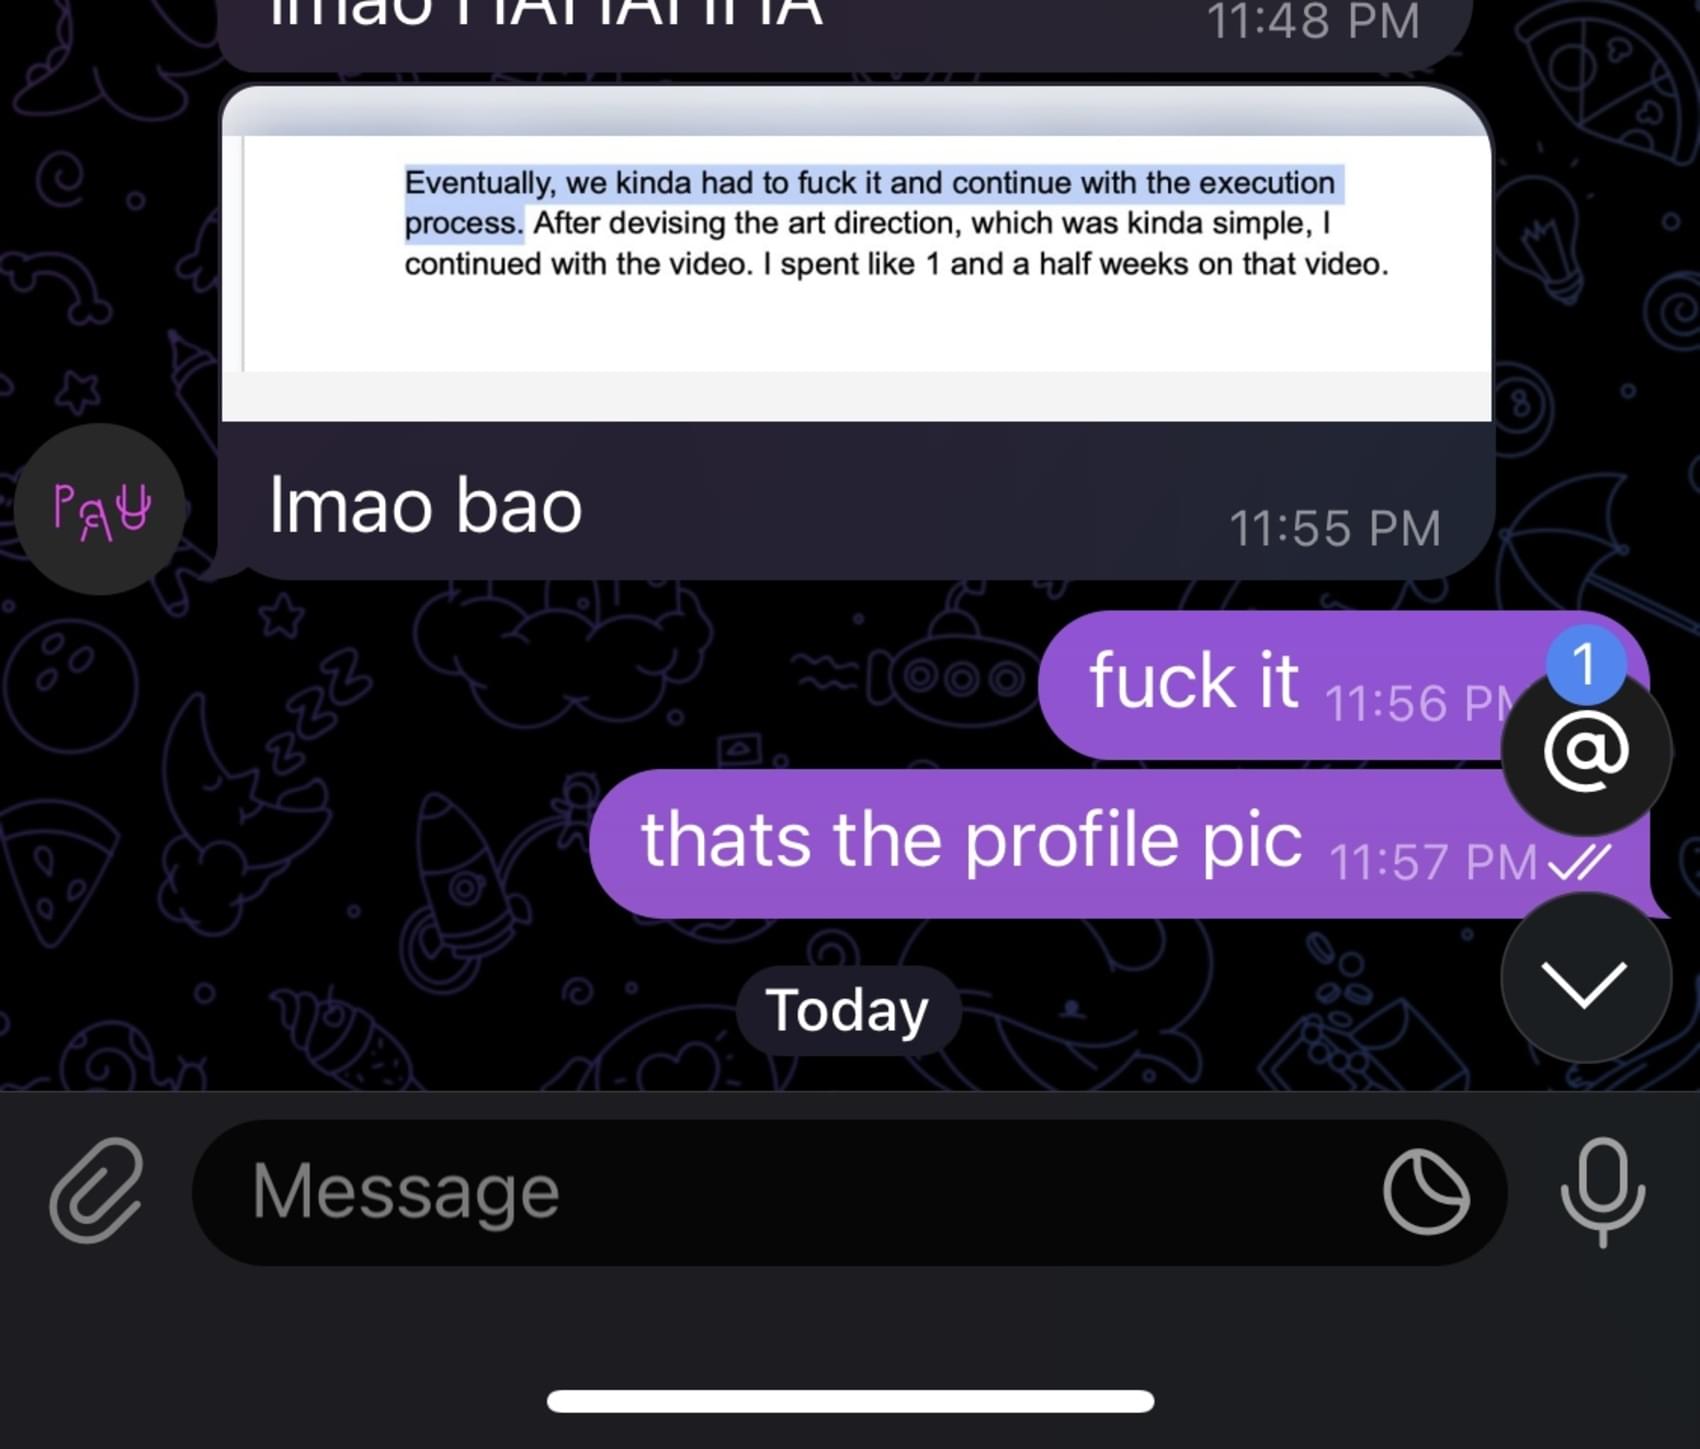 lmao HAHAHHA
11:48 PM
Eventually, we kinda had to fuck it and continue with the execution
process. After devising the art direction, which was kinda simple, I
continued with the video. I spent like 1 and a half weeks on that video.
lmao bao
11:55 PM
PAU
fuck it 11:56 PM
1
@
thats the profile pic 11:57 PM
Today
Message